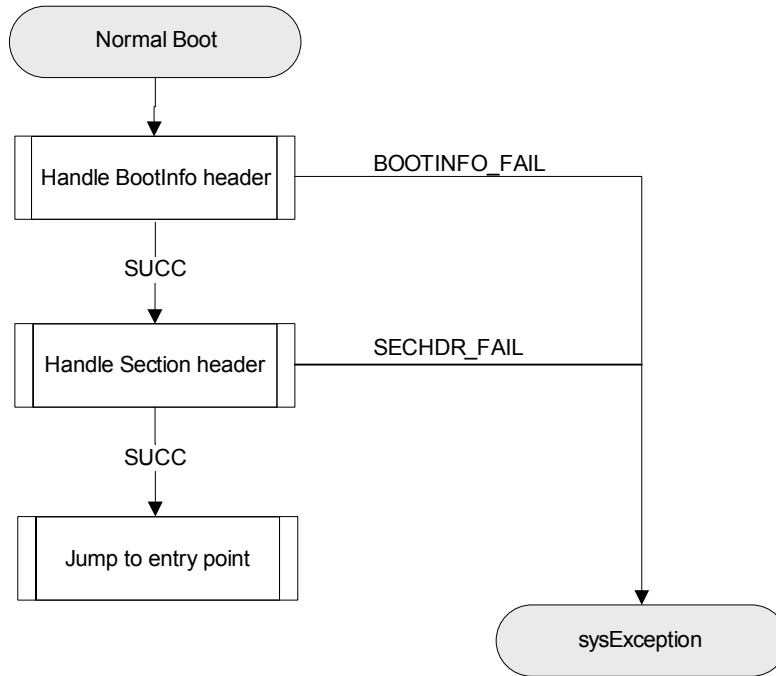 Normal Boot
Handle BootInfo header
BOOTINFO_FAIL
SUCC
Handle Section header
SECHDR_FAIL
SUCC
Jump to entry point
sysException